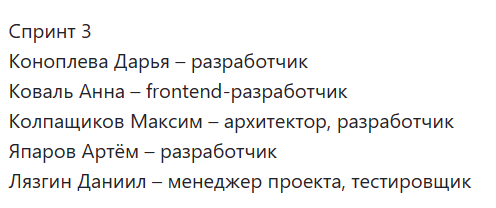 Спринт 3
Коноплева Дарья – разработчик
Коваль Анна – frontend-разработчик
Колпащиков Максим – архитектор, разработчик
Япаров Артём – разработчик
Лязгин Даниил – менеджер проекта, тестировщик